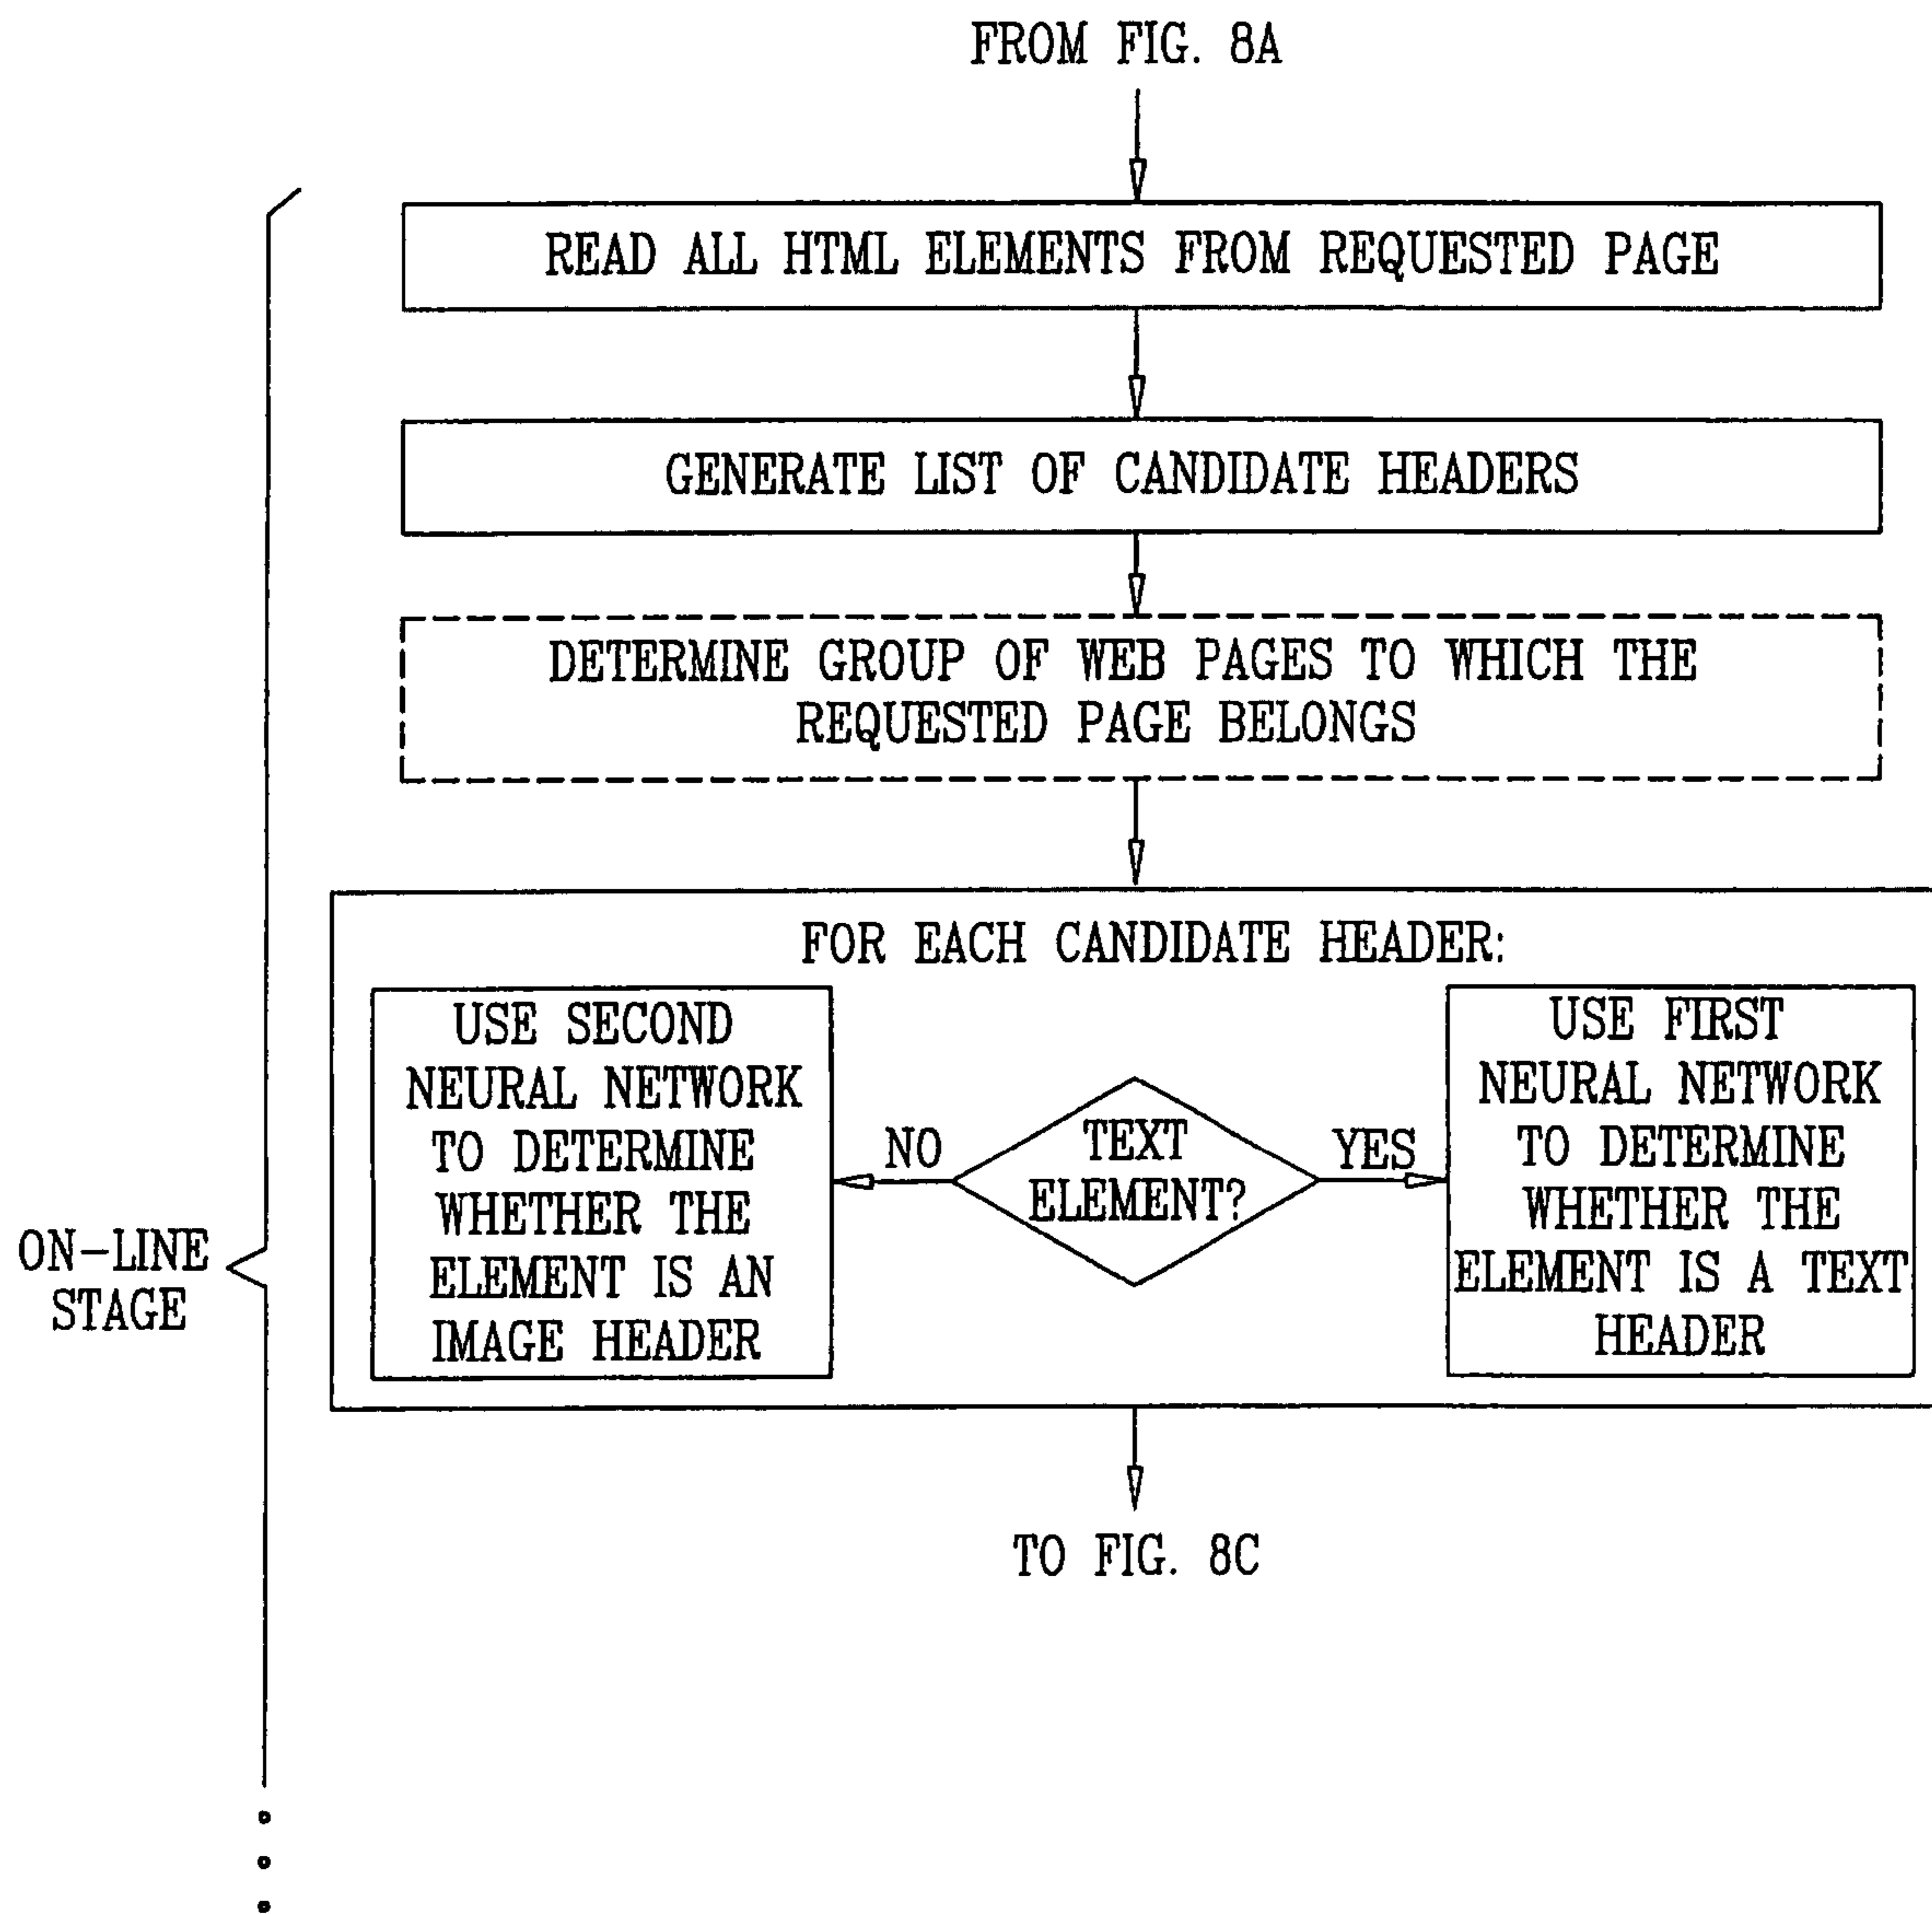 FROM FIG. 8A
READ ALL HTML ELEMENTS FROM REQUESTED PAGE
GENERATE LIST OF CANDIDATE HEADERS
DETERMINE GROUP OF WEB PAGES TO WHICH THE
REQUESTED PAGE BELONGS
FOR EACH CANDIDATE HEADER:
USE SECOND
NEURAL NETWORK
TO DETERMINE
WHETHER THE
ELEMENT IS AN
IMAGE HEADER
NO
TEXT
ELEMENT?
YES
USE FIRST
NEURAL NETWORK
TO DETERMINE
WHETHER THE
ELEMENT IS A TEXT
HEADER
ON-LINE
STAGE
TO FIG. 8C